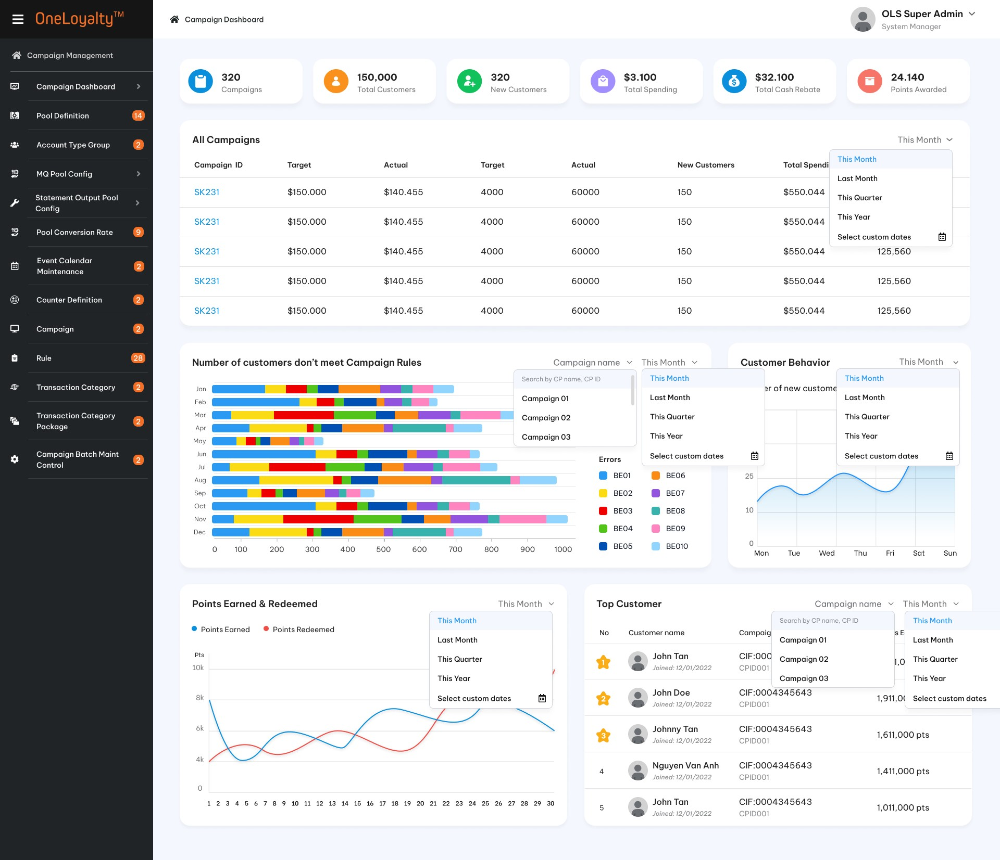 OneLoyalty™
Campaign Dashboard
OLS Super Admin
System Manager
Campaign Management
Campaign Dashboard
Pool Definition 14
Account Type Group 2
MQ Pool Config
Statement Output Pool
Config
Pool Conversion Rate 9
Event Calendar
Maintenance 2
Counter Definition 2
Campaign 2
Rule 28
Transaction Category 2
Transaction Category
Package 2
Campaign Batch Maint
Control 2
320
Campaigns
150,000
Total Customers
320
New Customers
$3.100
Total Spending
$32.100
Total Cash Rebate
24.140
Points Awarded
All Campaigns This Month
This Month
Last Month
This Quarter
This Year
Select custom dates
Campaign ID Target Actual Target Actual New Customers Total Spendi
SK231 $150.000 $140.455 4000 60000 150 $550.044
SK231 $150.000 $140.455 4000 60000 150 $550.044
SK231 $150.000 $140.455 4000 60000 150 $550.044 125,560
SK231 $150.000 $140.455 4000 60000 150 $550.044 125,560
SK231 $150.000 $140.455 4000 60000 150 $550.044 125,560
Number of customers don’t meet Campaign Rules Campaign name This Month
Search by CP name, CP ID
Campaign 01
Campaign 02
Campaign 03
This Month
Last Month
This Quarter
This Year
Select custom dates
Jan
Feb
Mar
Apr
May
Jun
Jul
Aug
Sep
Oct
Nov
Dec
0 100 200 300 400 500 600 700 800 900 1000
Errors
BE01 BE06
BE02 BE07
BE03 BE08
BE04 BE09
BE05 BE010
Customer Behavior This Month
er of new custome
This Month
Last Month
This Quarter
This Year
Select custom dates
25
10
0
Mon Tue Wed Thu Fri Sat Sun
Points Earned & Redeemed This Month
This Month
Last Month
This Quarter
This Year
Select custom dates
Points Earned Points Redeemed
Pts
10k
8k
6k
4k
0
1 2 3 4 5 6 7 8 9 10 11 12 13 14 15 16 17 18 19 20 21 22 23 24 25 26 27 28 29 30
Top Customer Campaign name This Month
Search by CP name, CP ID
Campaign 01
Campaign 02
Campaign 03
This Month
Last Month
This Quarter
This Year
Select custom dates
No Customer name Campaig s E
1 John Tan CIF:000 1,0
Joined: 12/01/2022 CPID001
2 John Doe CIF:0004345643 1,911,0
Joined: 12/01/2022 CPID001
3 Johnny Tan CIF:0004345643 1,611,000 pts
Joined: 12/01/2022 CPID001
4 Nguyen Van Anh CIF:0004345643 1,411,000 pts
Joined: 12/01/2022 CPID001
5 John Tan CIF:0004345643 1,011,000 pts
Joined: 12/01/2022 CPID001